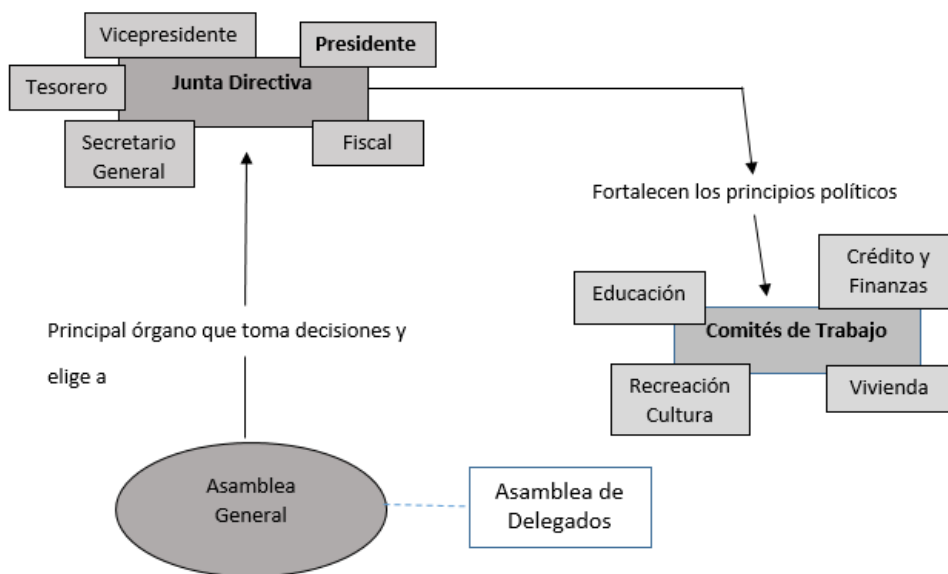 Vicepresidente
Presidente
Junta Directiva
Tesorero
Secretario
General
Fiscal
Fortalecen los principios políticos
Crédito y
Finanzas
Educación
Comités de Trabajo
Recreación
Cultura
Vivienda
Principal órgano que toma decisiones y
elige a
Asamblea
General
Asamblea de
Delegados